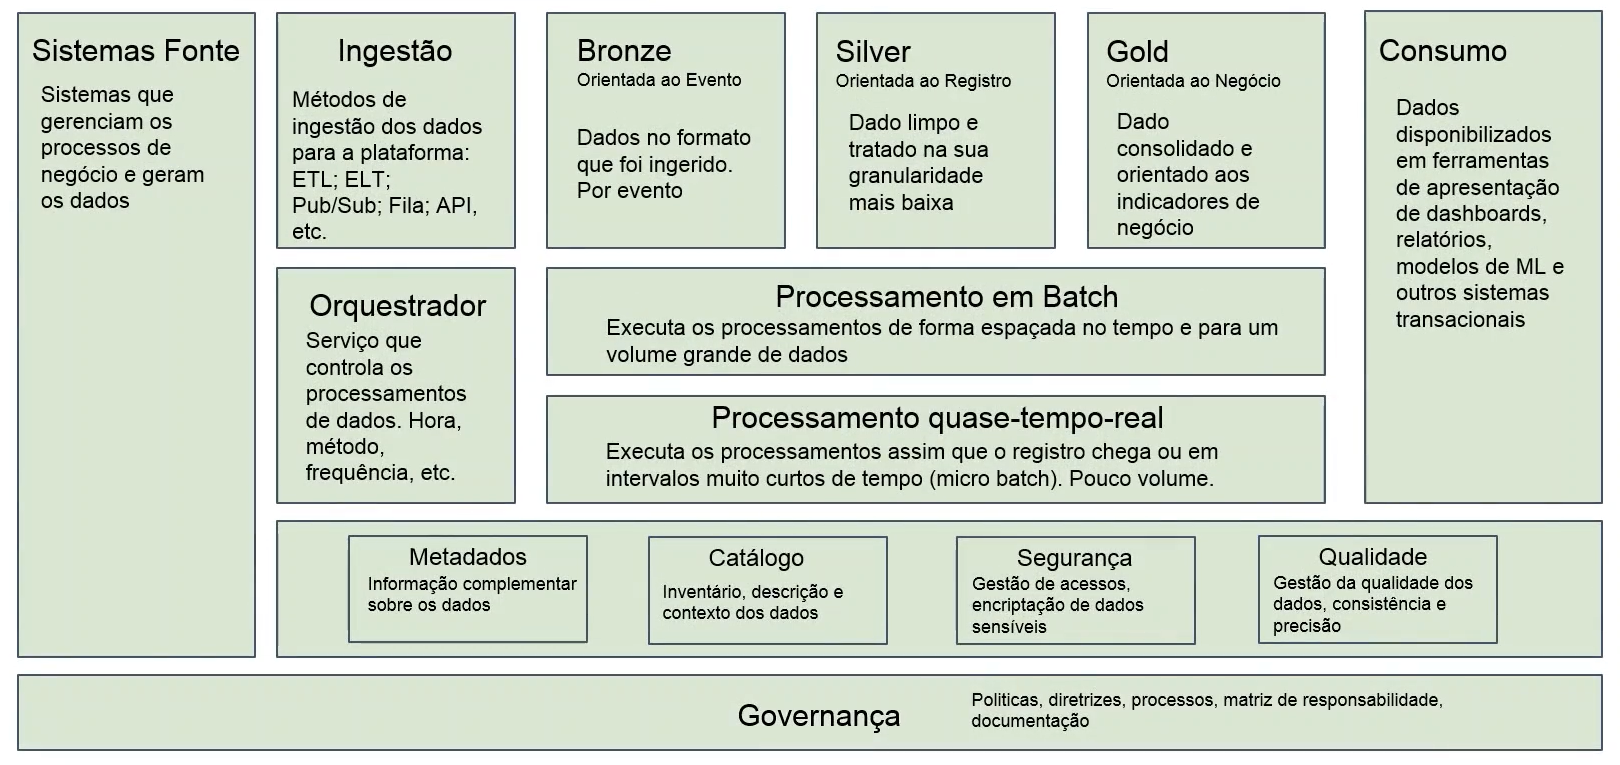 Sistemas Fonte
Sistemas que
gerenciam os
processos de
negócio e geram
os dados
Ingestão
Métodos de
ingestão dos dados
para a plataforma:
ETL; ELT;
Pub/Sub; Fila; API,
etc.
Bronze
Orientada ao Evento
Dados no formato
que foi ingerido.
Por evento
Silver
Orientada ao Registro
Dado limpo e
tratado na sua
granularidade
mais baixa
Gold
Orientada ao Negócio
Dado
consolidado e
orientado aos
indicadores de
negócio
Consumo
Dados
disponibilizados
em ferramentas
de apresentação
de dashboards,
relatórios,
modelos de ML e
outros sistemas
transacionais
Orquestrador
Serviço que
controla os
processamentos
de dados. Hora,
método,
frequência, etc.
Processamento em Batch
Executa os processamentos de forma espaçada no tempo e para um
volume grande de dados
Processamento quase-tempo-real
Executa os processamentos assim que o registro chega ou em
intervalos muito curtos de tempo (micro batch). Pouco volume.
Metadados
Informação complementar
sobre os dados
Catálogo
Inventário, descrição e
contexto dos dados
Segurança
Gestão de acessos,
encriptação de dados
sensíveis
Qualidade
Gestão da qualidade dos
dados, consistência e
precisão
Governança
Politicas, diretrizes, processos, matriz de responsabilidade,
documentação